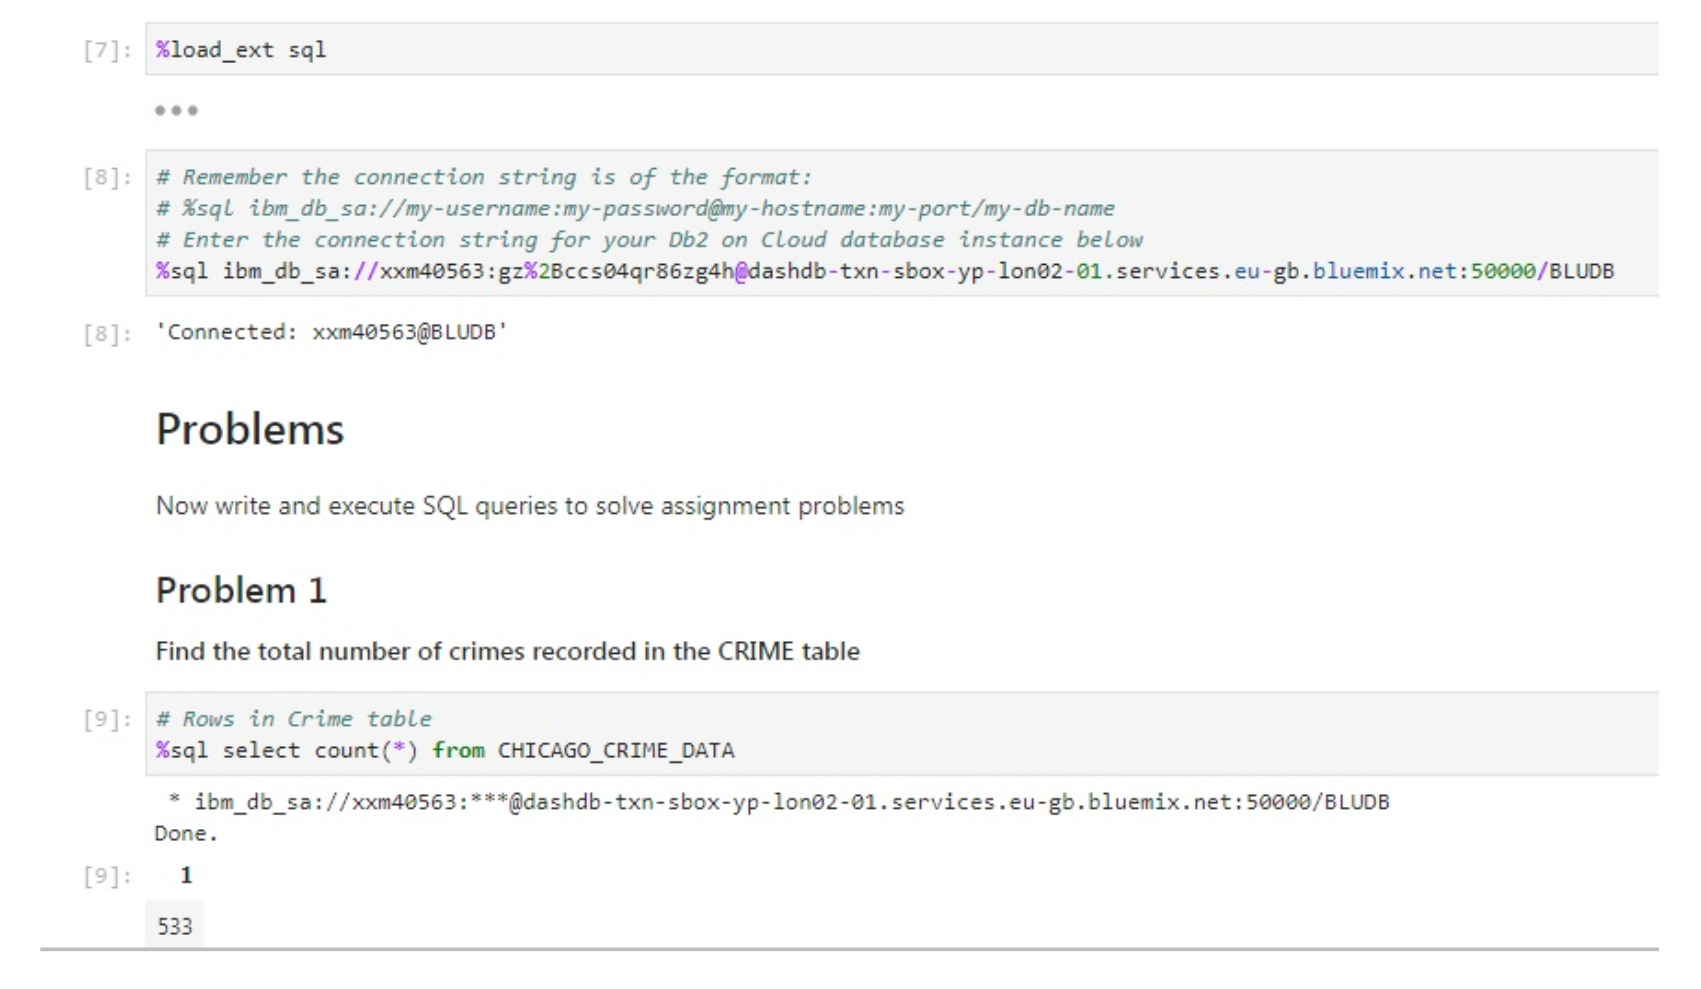 [7]: %load_ext sql
•••
[8]: # Remember the connection string is of the format:
# %sql ibm_db_sa://my-username:my-password@my-hostname:my-port/my-db-name
# Enter the connection string for your Db2 on Cloud database instance below
%sql ibm_db_sa://xxm40563:gz%2Bccs04qr86zg4h@dashdb-txn-sbox-yp-lon02-01.services.eu-gb.bluemix.net:50000/BLUDB
[8]: 'Connected: xxm40563@BLUDB'
Problems
Now write and execute SQL queries to solve assignment problems
Problem 1
Find the total number of crimes recorded in the CRIME table
[9]: # Rows in Crime table
%sql select count(*) from CHICAGO_CRIME_DATA
* ibm_db_sa://xxm40563:***@dashdb-txn-sbox-yp-lon02-01.services.eu-gb.bluemix.net:50000/BLUDB
Done.
[9]: 1
533